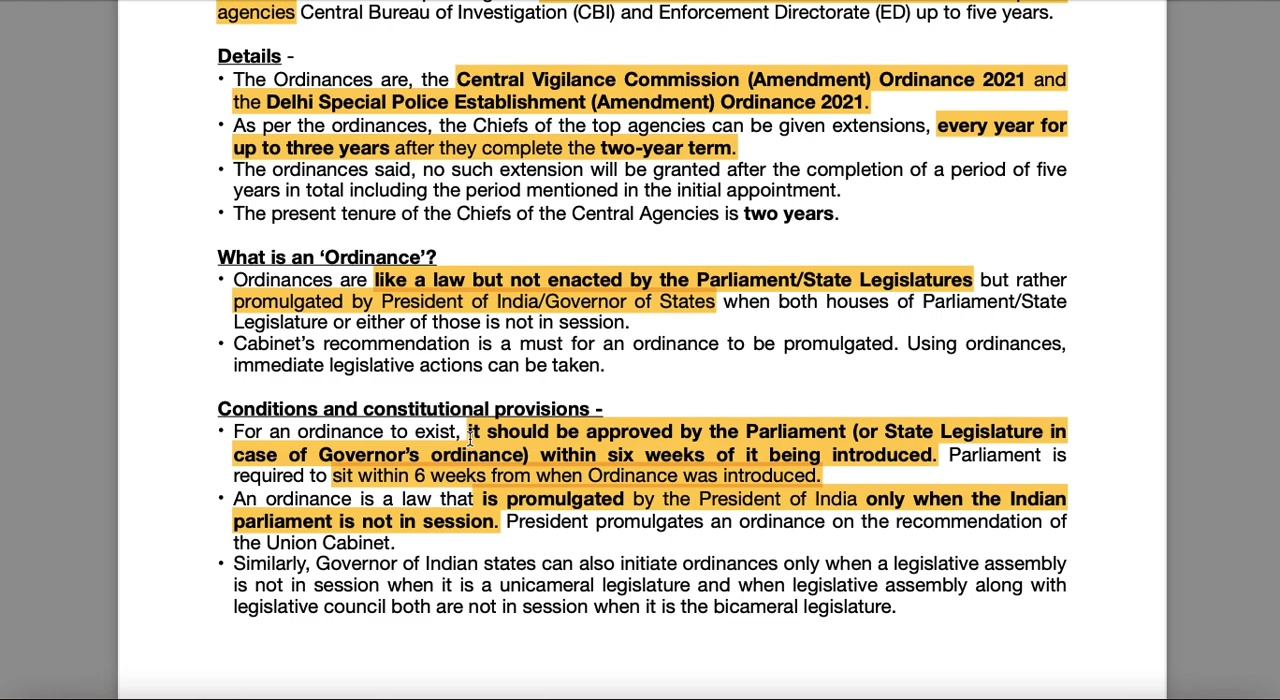 agencies Central Bureau of Investigation (CBI) and Enforcement Directorate (ED) up to five years.
Details -
• The Ordinances are, the Central Vigilance Commission (Amendment) Ordinance 2021 and
the Delhi Special Police Establishment (Amendment) Ordinance 2021.
• As per the ordinances, the Chiefs of the top agencies can be given extensions, every year for
up to three years after they complete the two-year term.
• The ordinances said, no such extension will be granted after the completion of a period of five
years in total including the period mentioned in the initial appointment.
• The present tenure of the Chiefs of the Central Agencies is two years.
What is an ‘Ordinance’?
• Ordinances are like a law but not enacted by the Parliament/State Legislatures but rather
promulgated by President of India/Governor of States when both houses of Parliament/State
Legislature or either of those is not in session.
• Cabinet’s recommendation is a must for an ordinance to be promulgated. Using ordinances,
immediate legislative actions can be taken.
Conditions and constitutional provisions -
• For an ordinance to exist, it should be approved by the Parliament (or State Legislature in
case of Governor’s ordinance) within six weeks of it being introduced. Parliament is
required to sit within 6 weeks from when Ordinance was introduced.
• An ordinance is a law that is promulgated by the President of India only when the Indian
parliament is not in session. President promulgates an ordinance on the recommendation of
the Union Cabinet.
• Similarly, Governor of Indian states can also initiate ordinances only when a legislative assembly
is not in session when it is a unicameral legislature and when legislative assembly along with
legislative council both are not in session when it is the bicameral legislature.